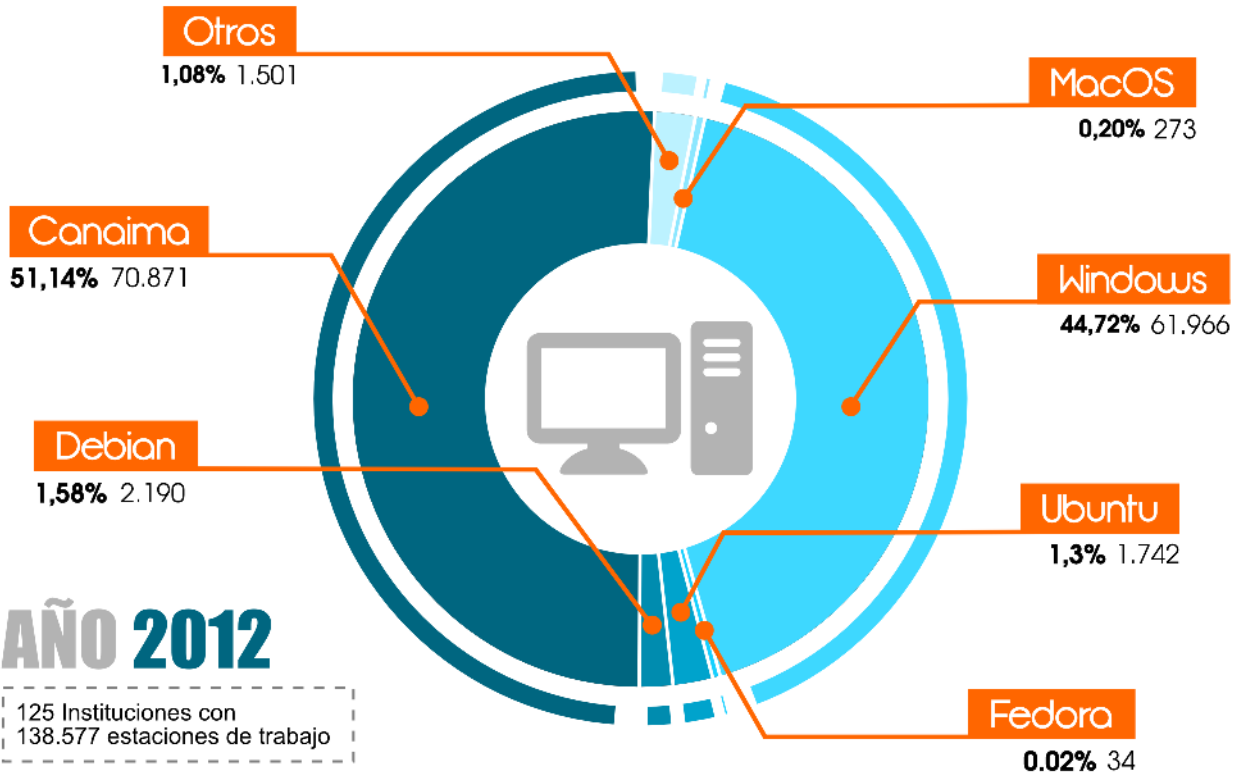 Otros
1,08% 1.501
MacOS
0,20% 273
Canaima
51,14% 70.871
Windows
44,72% 61.966
Debian
1,58% 2.190
Ubuntu
1,3% 1.742
AÑO 2012
125 Instituciones con
138.577 estaciones de trabajo
Fedora
0.02% 34